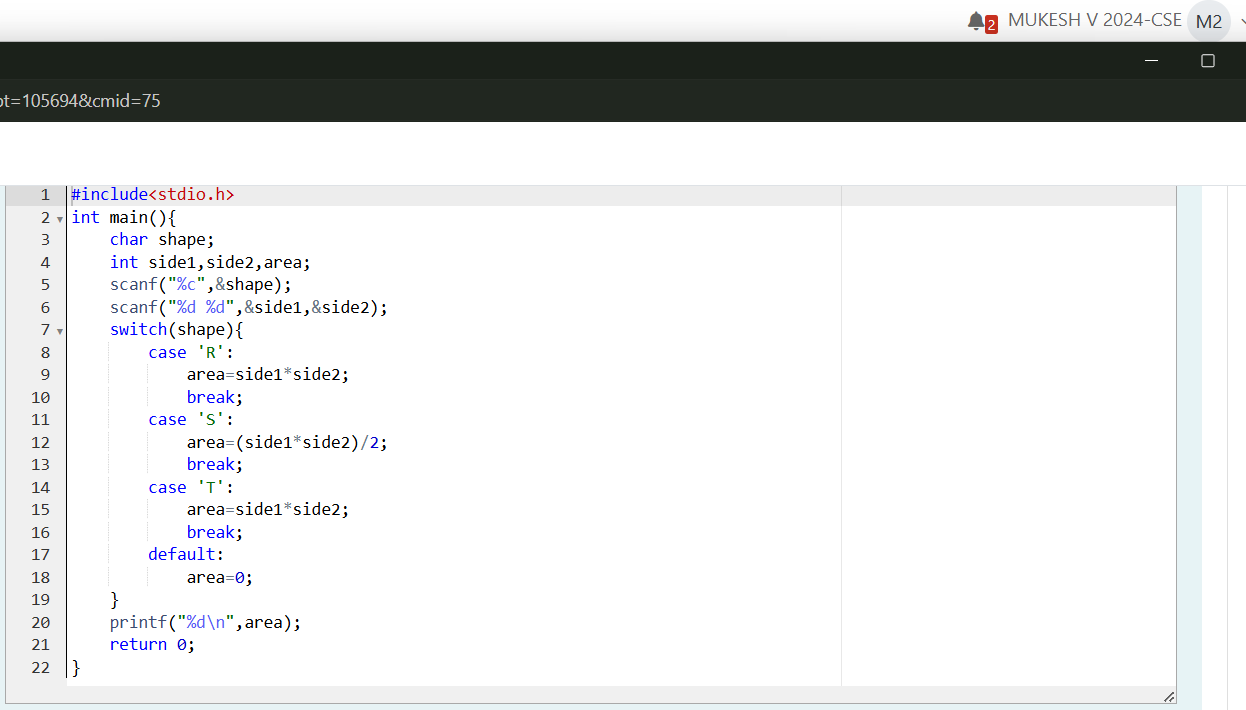 2 MUKESH V 2024-CSE M2
pt=105694&cmid=75
1 #include<stdio.h>
2 int main(){
3     char shape;
4     int side1,side2,area;
5     scanf("%c",&shape);
6     scanf("%d %d",&side1,&side2);
7     switch(shape){
8         case 'R':
9             area=side1*side2;
10             break;
11         case 'S':
12             area=(side1*side2)/2;
13             break;
14         case 'T':
15             area=side1*side2;
16             break;
17         default:
18             area=0;
19     }
20     printf("%d\n",area);
21     return 0;
22 }